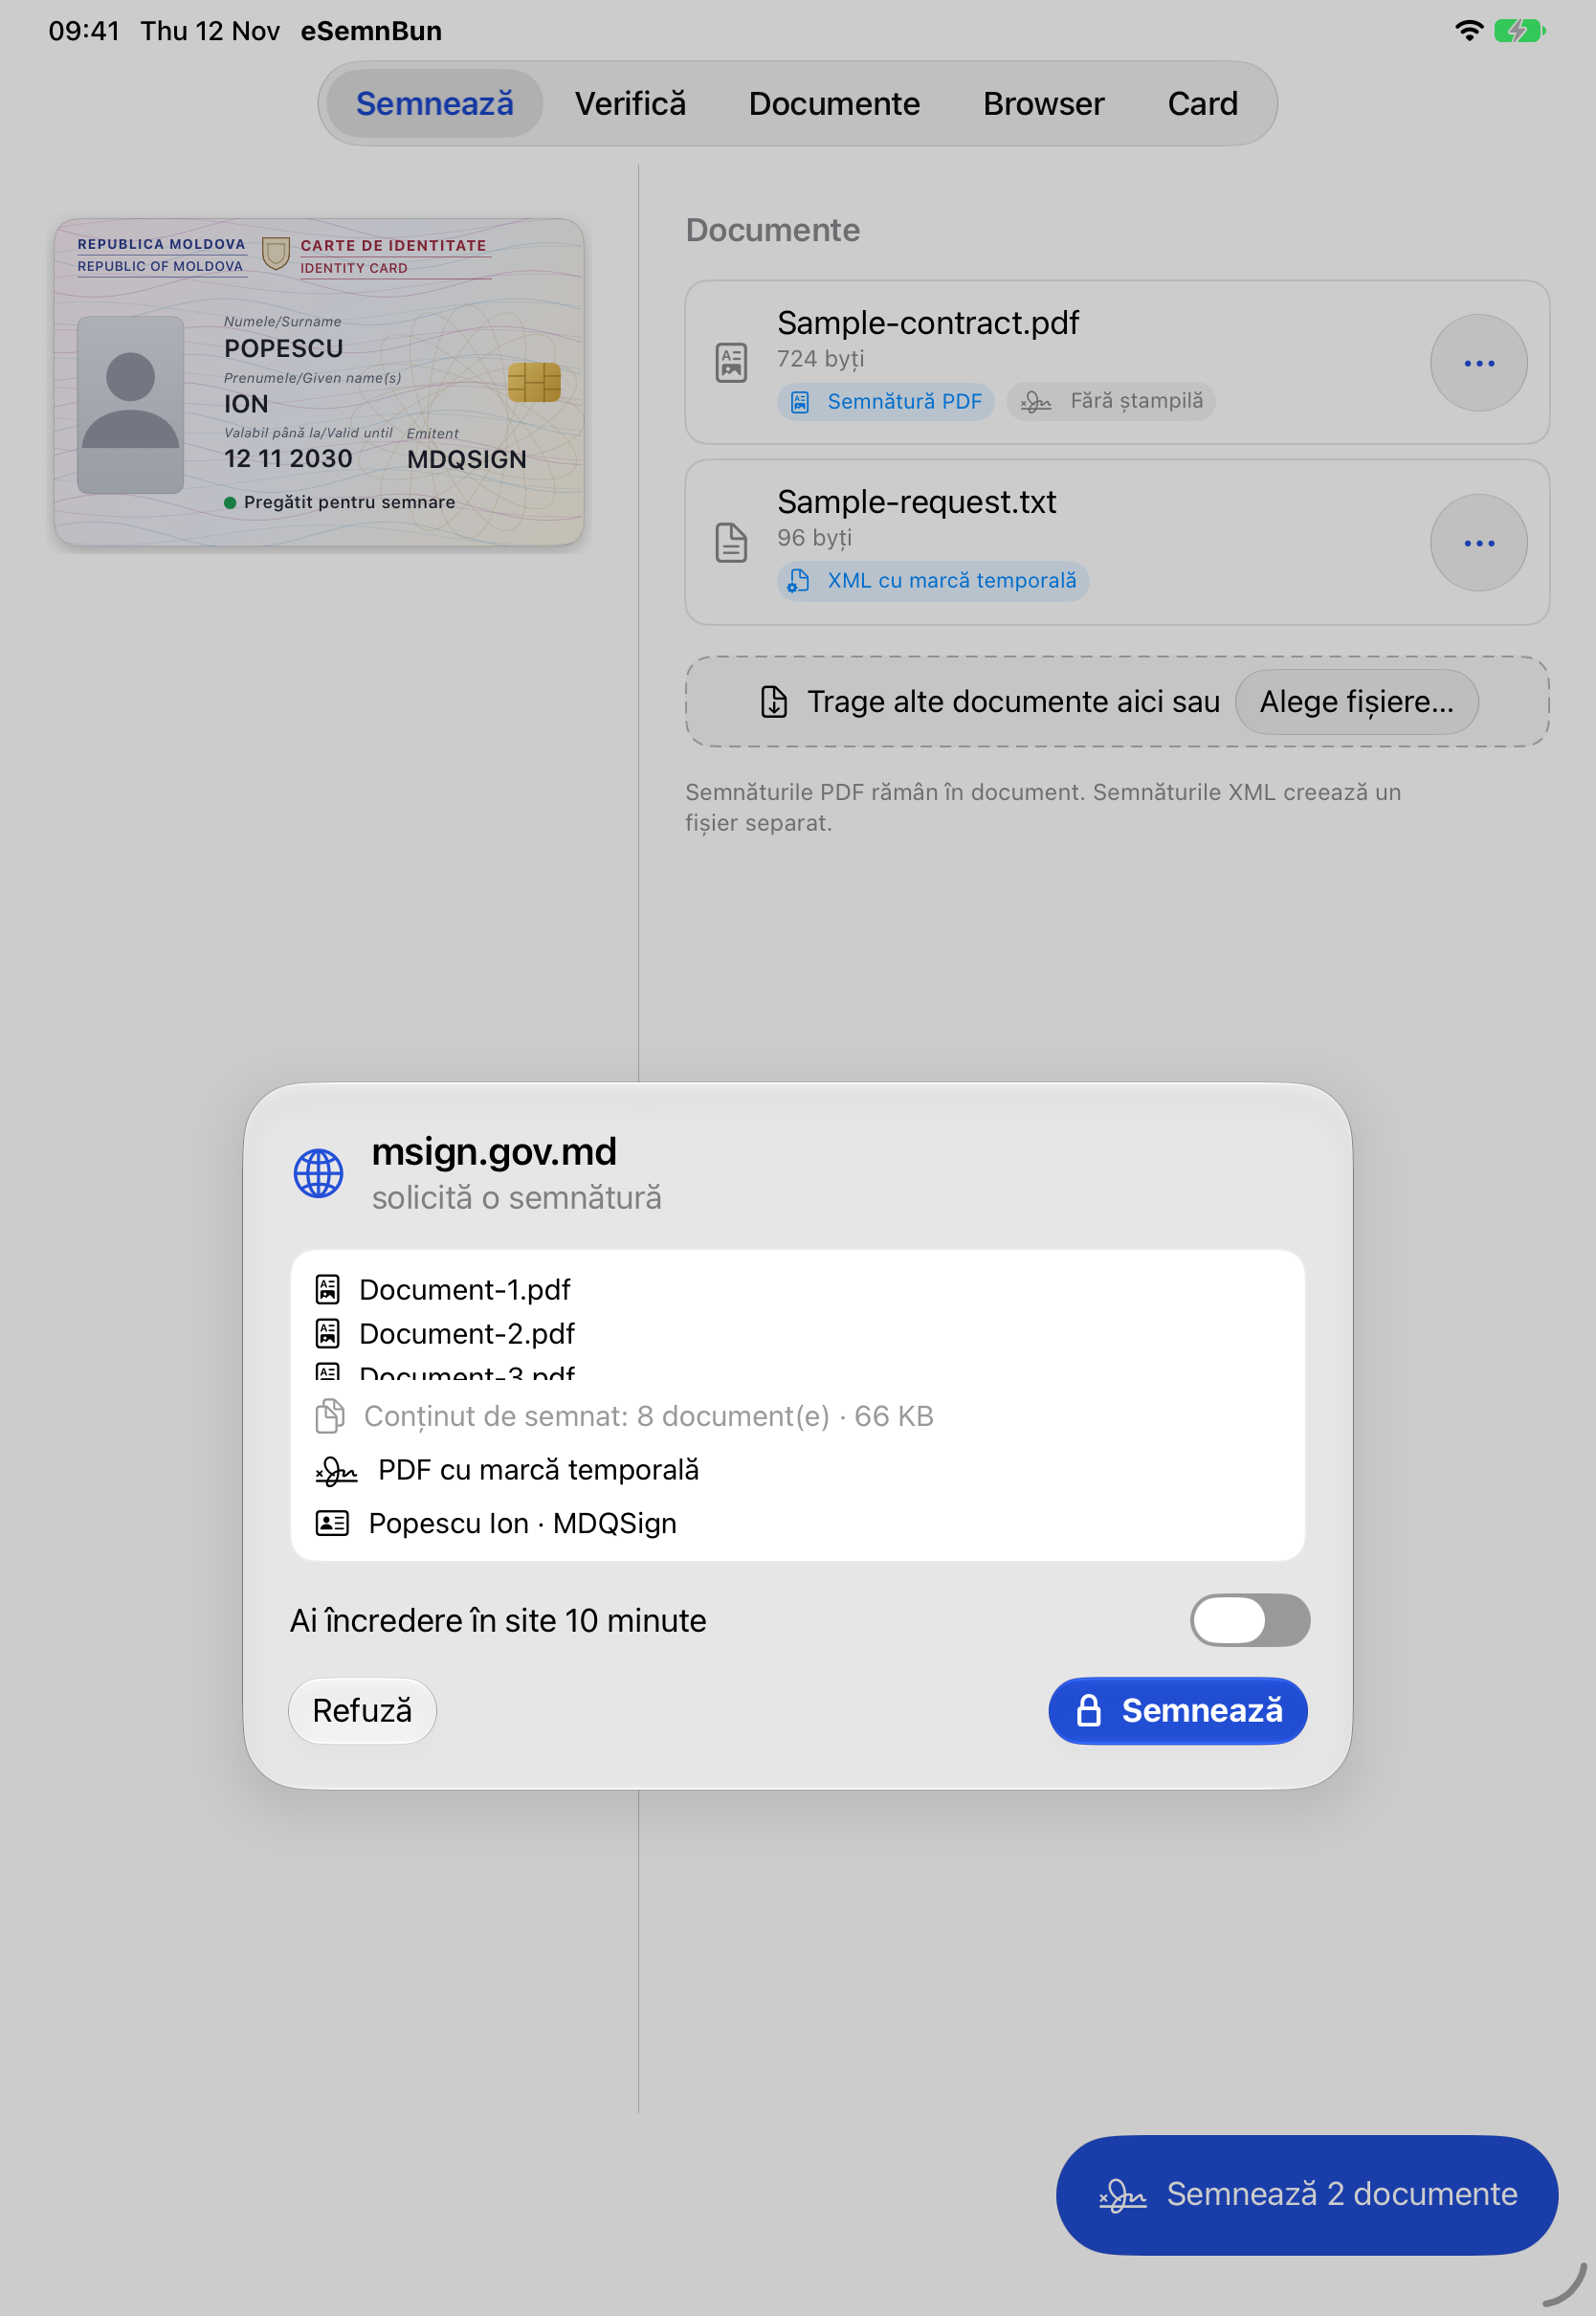 09:41 Thu 12 Nov eSemnBun
Semnează Verifică Documente Browser Card
REPUBLICA MOLDOVA
REPUBLIC OF MOLDOVA
CARTE DE IDENTITATE
IDENTITY CARD
Numele/Surname
POPESCU
Prenumele/Given name(s)
ION
Valabil până la/Valid until Emitent
12 11 2030 MDQSIGN
Pregătit pentru semnare
Documente
Sample-contract.pdf
724 byți
Semnătură PDF Fără ștampilă
Sample-request.txt
96 byți
XML cu marcă temporală
Trage alte documente aici sau Alege fișiere...
Semnăturile PDF rămân în document. Semnăturile XML creează un
fișier separat.
msign.gov.md
solicită o semnătură
Document-1.pdf
Document-2.pdf
Document-3.pdf
Conținut de semnat: 8 document(e) · 66 KB
PDF cu marcă temporală
Popescu Ion · MDQSign
Ai încredere în site 10 minute
Refuză Semnează
Semnează 2 documente